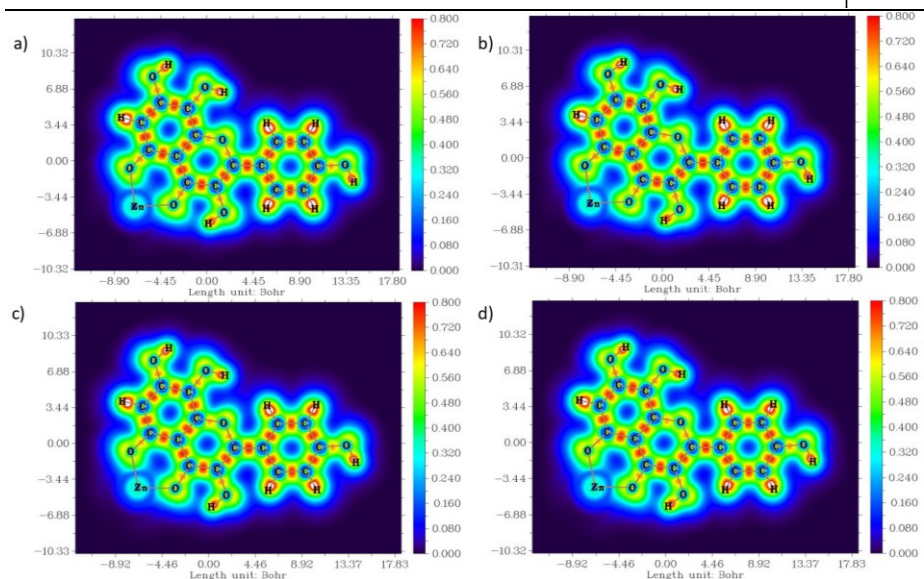 a)
10.32
6.88
3.44
0.00
−3.44
−6.88
−10.32
H
O O H
C C
H C C O H H
C C C C C
O C C C O
C C C C H
Zn O O H H
H
−8.90 −4.45 0.00 4.45 8.90 13.35 17.80
Length unit: Bohr
0.800
0.720
0.640
0.560
0.480
0.400
0.320
0.240
0.160
0.080
0.000
b)
10.31
6.88
3.44
0.00
−3.44
−6.88
−10.31
H
O O H
C C
H C C O H H
C C C C C
O C C C O
C C C C H
Zn O O H H
H
−8.90 −4.45 0.00 4.45 8.90 13.35 17.80
Length unit: Bohr
0.800
0.720
0.640
0.560
0.480
0.400
0.320
0.240
0.160
0.080
0.000
c)
10.33
6.88
3.44
0.00
−3.44
−6.88
−10.33
H
O O H
C C
H C C O H H
C C C C C
O C C C O
C C C C H
Zn O O H H
H
−8.92 −4.46 0.00 4.46 8.92 13.37 17.83
Length unit: Bohr
0.800
0.720
0.640
0.560
0.480
0.400
0.320
0.240
0.160
0.080
0.000
d)
10.33
6.88
3.44
0.00
−3.44
−6.88
−10.33
H
O O H
C C
H C C O H H
C C C C C
O C C C O
C C C C H
Zn O O H H
H
−8.92 −4.46 0.00 4.46 8.92 13.37 17.83
Length unit: Bohr
0.800
0.720
0.640
0.560
0.480
0.400
0.320
0.240
0.160
0.080
0.000